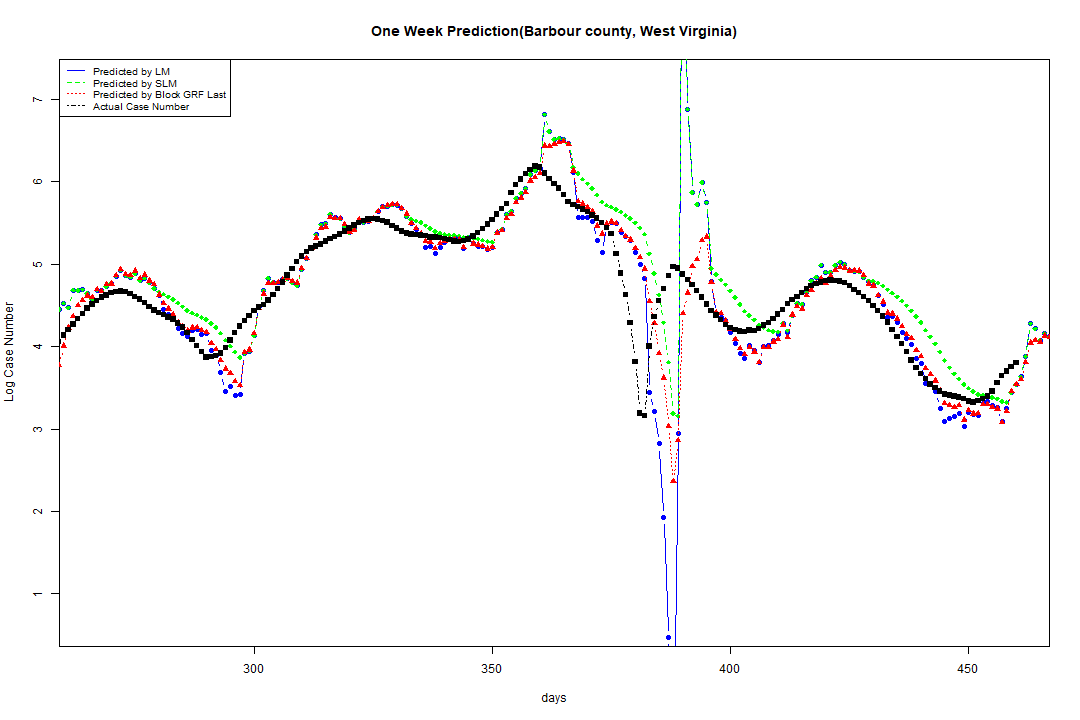 One Week Prediction(Barbour county, West Virginia)
Predicted by LM
Predicted by SLM
Predicted by Block GRF Last
Actual Case Number
7
6
5
4
3
2
1
Log Case Number
300
350
400
450
days